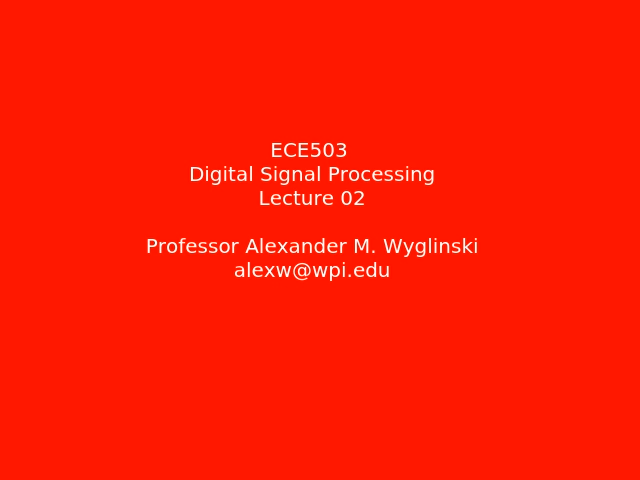 ECE503
Digital Signal Processing
Lecture 02
Professor Alexander M. Wyglinski
alexw@wpi.edu